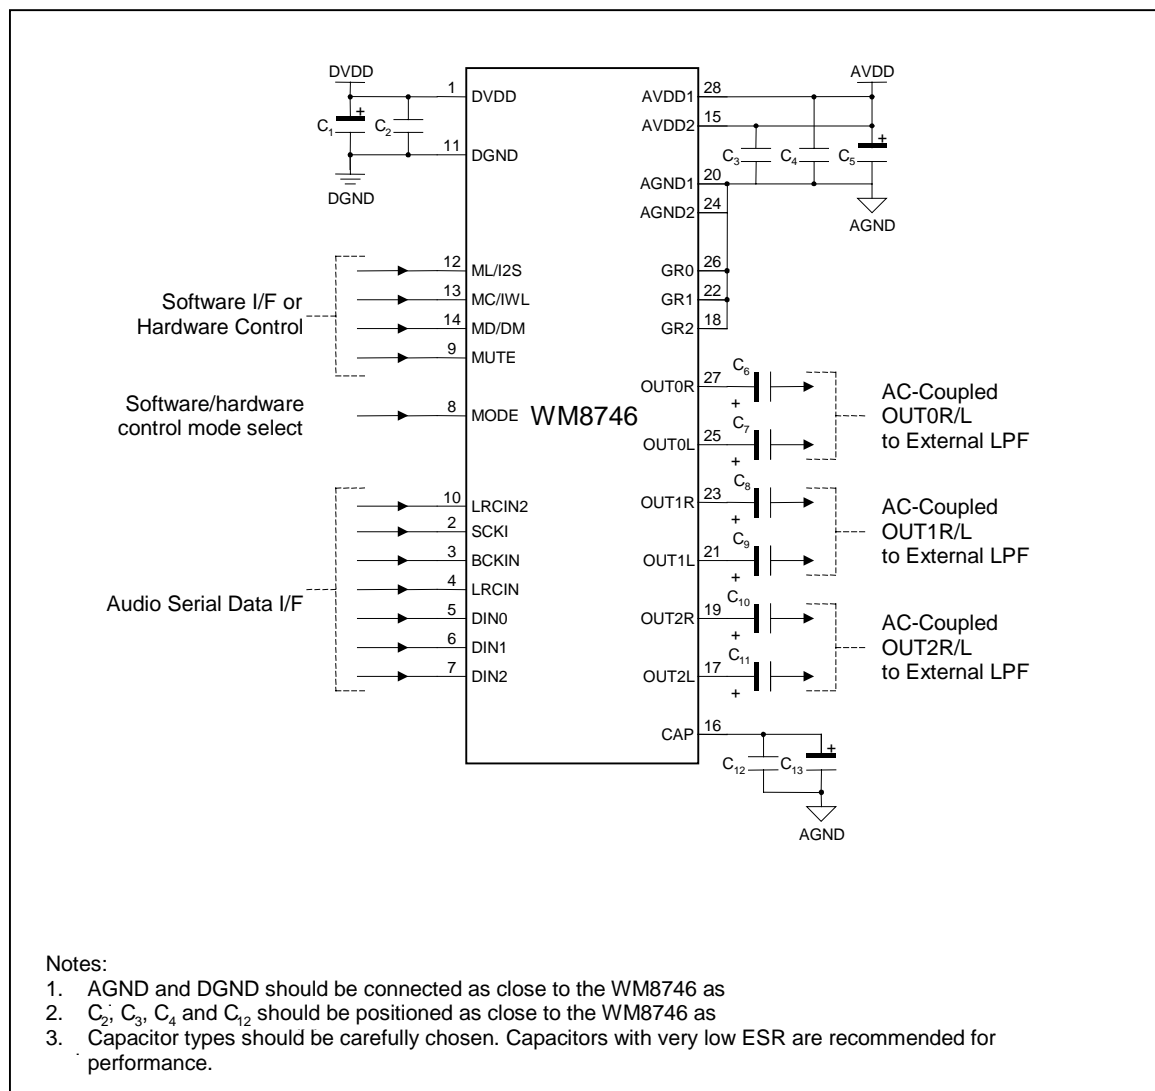 DVDD
C1
+
C2
DGND
1
DVDD
11
DGND
AVDD1
28
AVDD2
15
AGND1
20
AGND2
24
AVDD
C3
C4
C5
+
AGND
GR0
26
GR1
22
GR2
18
Software I/F or
Hardware Control
12
ML/I2S
13
MC/IWL
14
MD/DM
9
MUTE
Software/hardware
control mode select
8
MODE
WM8746
Audio Serial Data I/F
10
LRCIN2
2
SCKI
3
BCKIN
4
LRCIN
5
DIN0
6
DIN1
7
DIN2
OUT0R
27
C6
+
OUT0L
25
C7
+
AC-Coupled
OUT0R/L
to External LPF
OUT1R
23
C8
+
OUT1L
21
C9
+
AC-Coupled
OUT1R/L
to External LPF
OUT2R
19
C10
+
OUT2L
17
C11
+
AC-Coupled
OUT2R/L
to External LPF
CAP
16
C12
C13
+
AGND
Notes:
1. AGND and DGND should be connected as close to the WM8746 as
2. C2, C3, C4 and C12 should be positioned as close to the WM8746 as
3. Capacitor types should be carefully chosen. Capacitors with very low ESR are recommended for
performance.